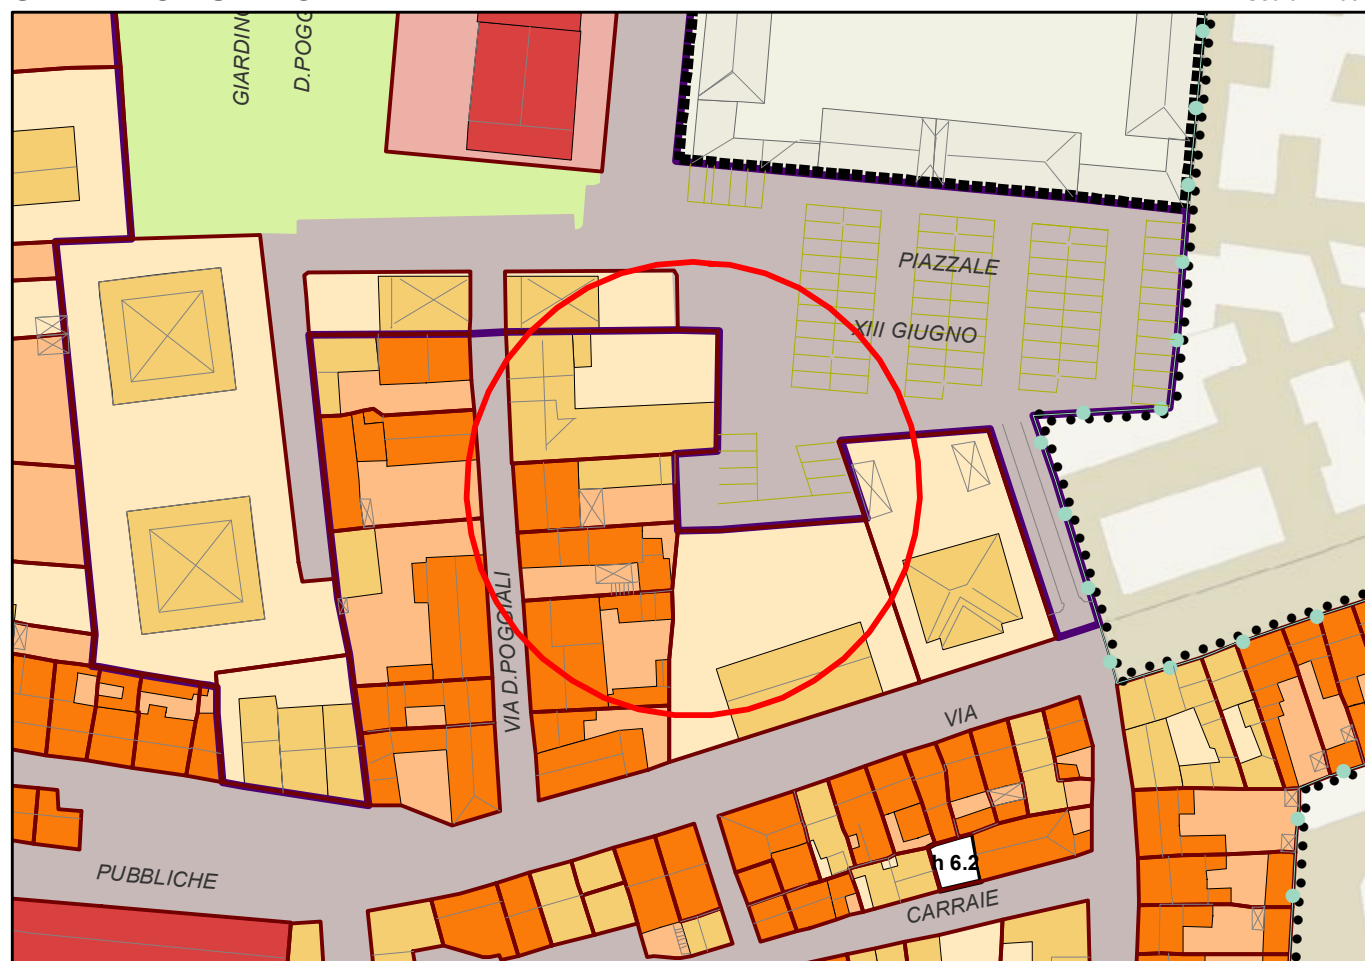 GIARDINO
D.POGG
PIAZZALE
XIII GIUGNO
VIA D.POGGIALI
VIA
h 6.2
CARRAIE
PUBBLICHE